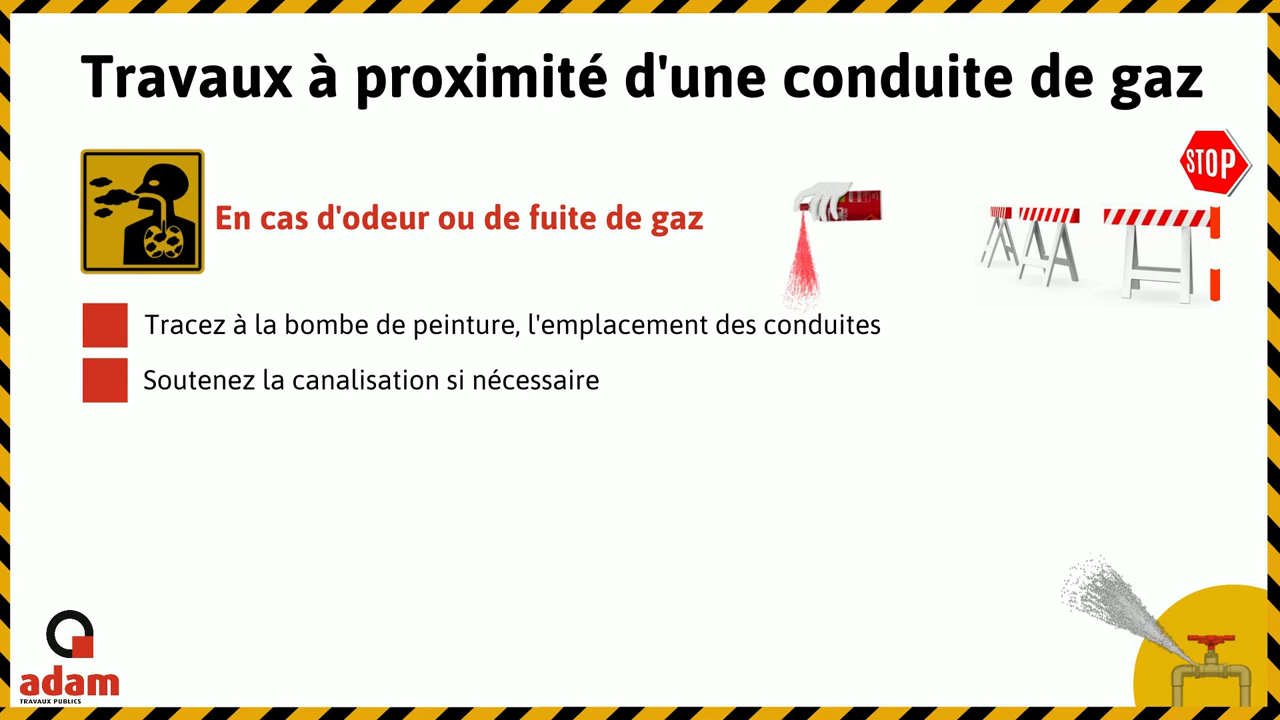 Travaux à proximité d'une conduite de gaz
STOP
En cas d'odeur ou de fuite de gaz
Tracez à la bombe de peinture, l'emplacement des conduites
Soutenez la canalisation si nécessaire
adam
TRAVAUX PUBLICS